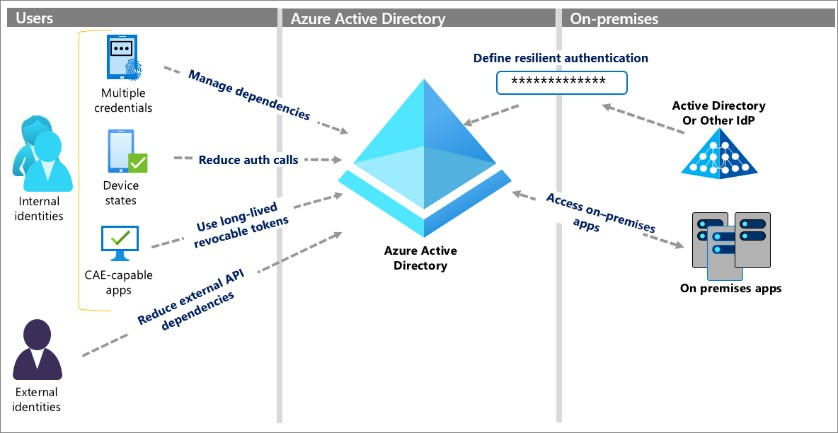 Users
Azure Active Directory
On-premises
Multiple
credentials
Device
states
CAE-capable
apps
Internal
identities
External
identities
Manage dependencies
Reduce auth calls
Use long-lived
revocable tokens
Reduce external API
dependencies
Azure Active
Directory
Define resilient authentication
*************
Active Directory
Or Other IdP
Access on-premises
apps
On premises apps